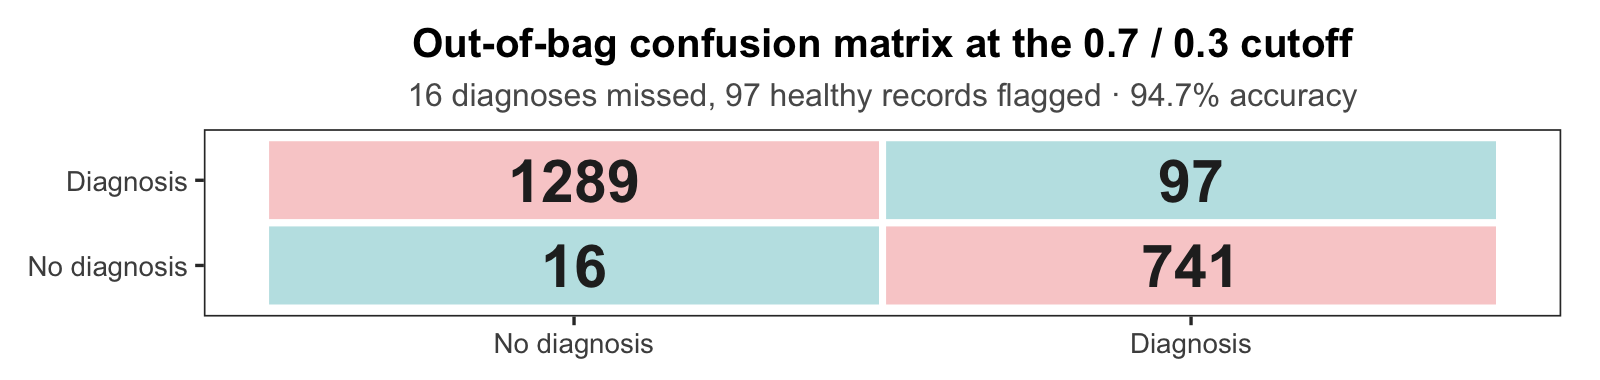 Out-of-bag confusion matrix at the 0.7 / 0.3 cutoff
16 diagnoses missed, 97 healthy records flagged · 94.7% accuracy
Diagnosis 1289 97
No diagnosis 16 741
No diagnosis Diagnosis